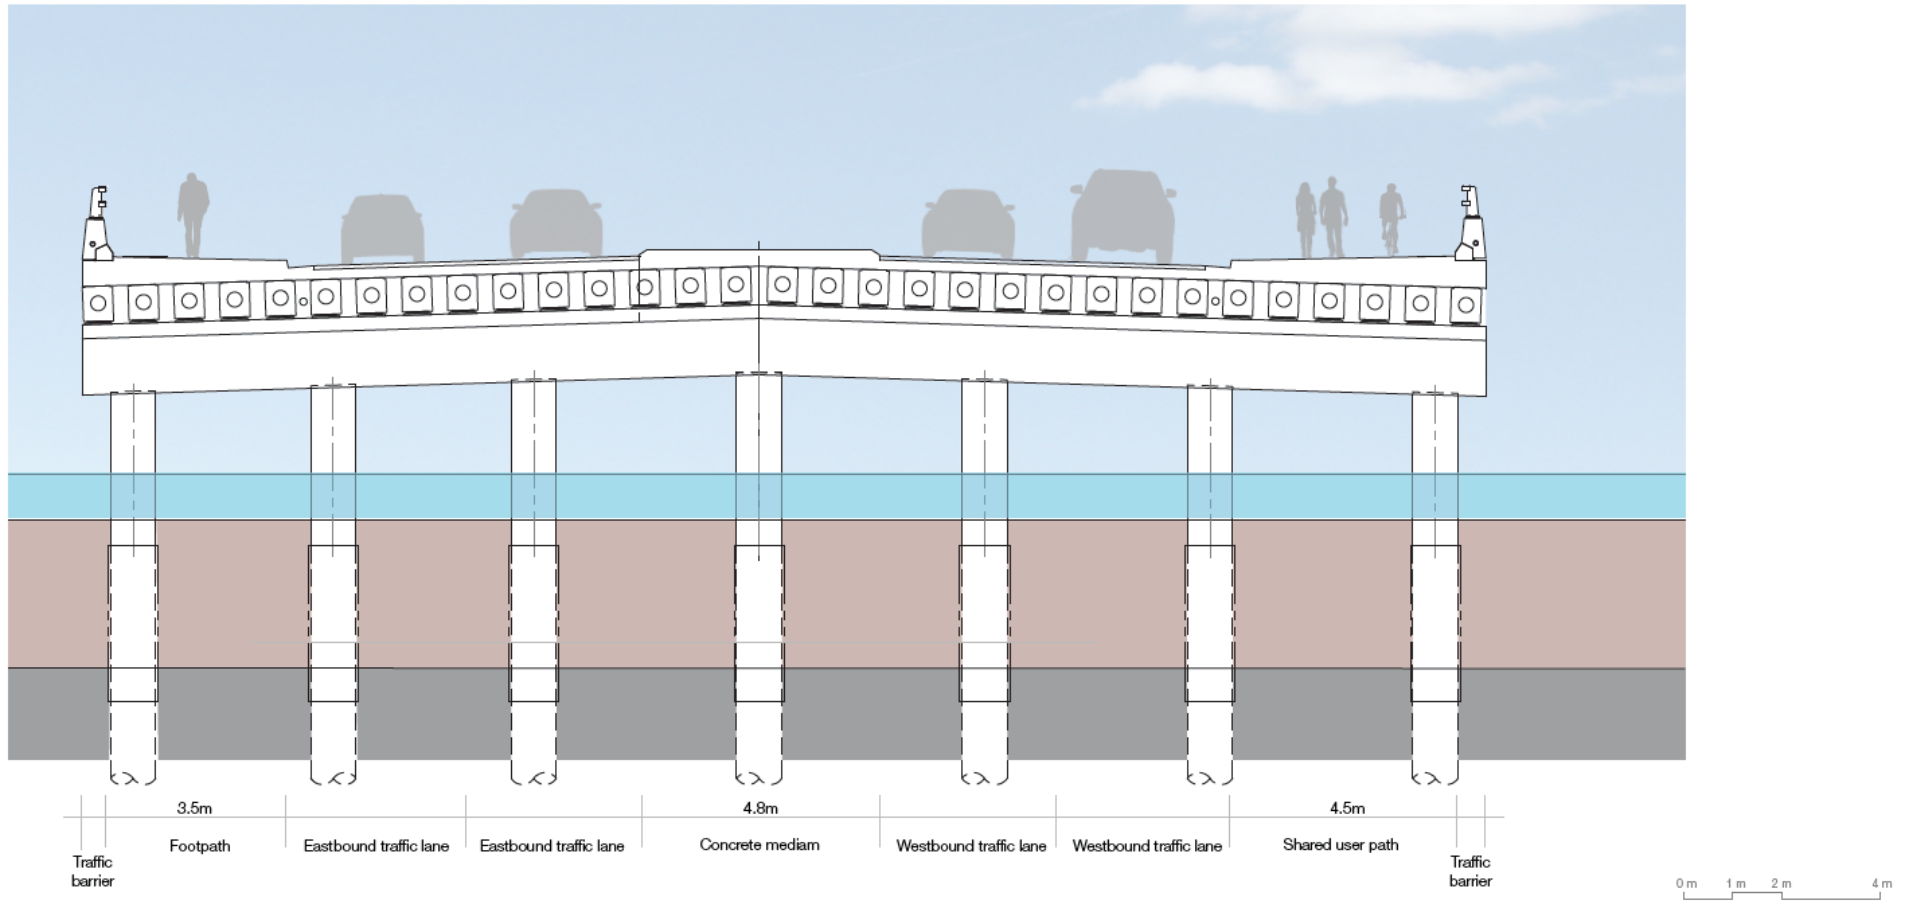 3.5m
4.8m
4.5m
Footpath
Eastbound traffic lane
Eastbound traffic lane
Concrete mediam
Westbound traffic lane
Westbound traffic lane
Shared user path
Traffic
barrier
Traffic
barrier
0 m
1 m
2 m
4 m